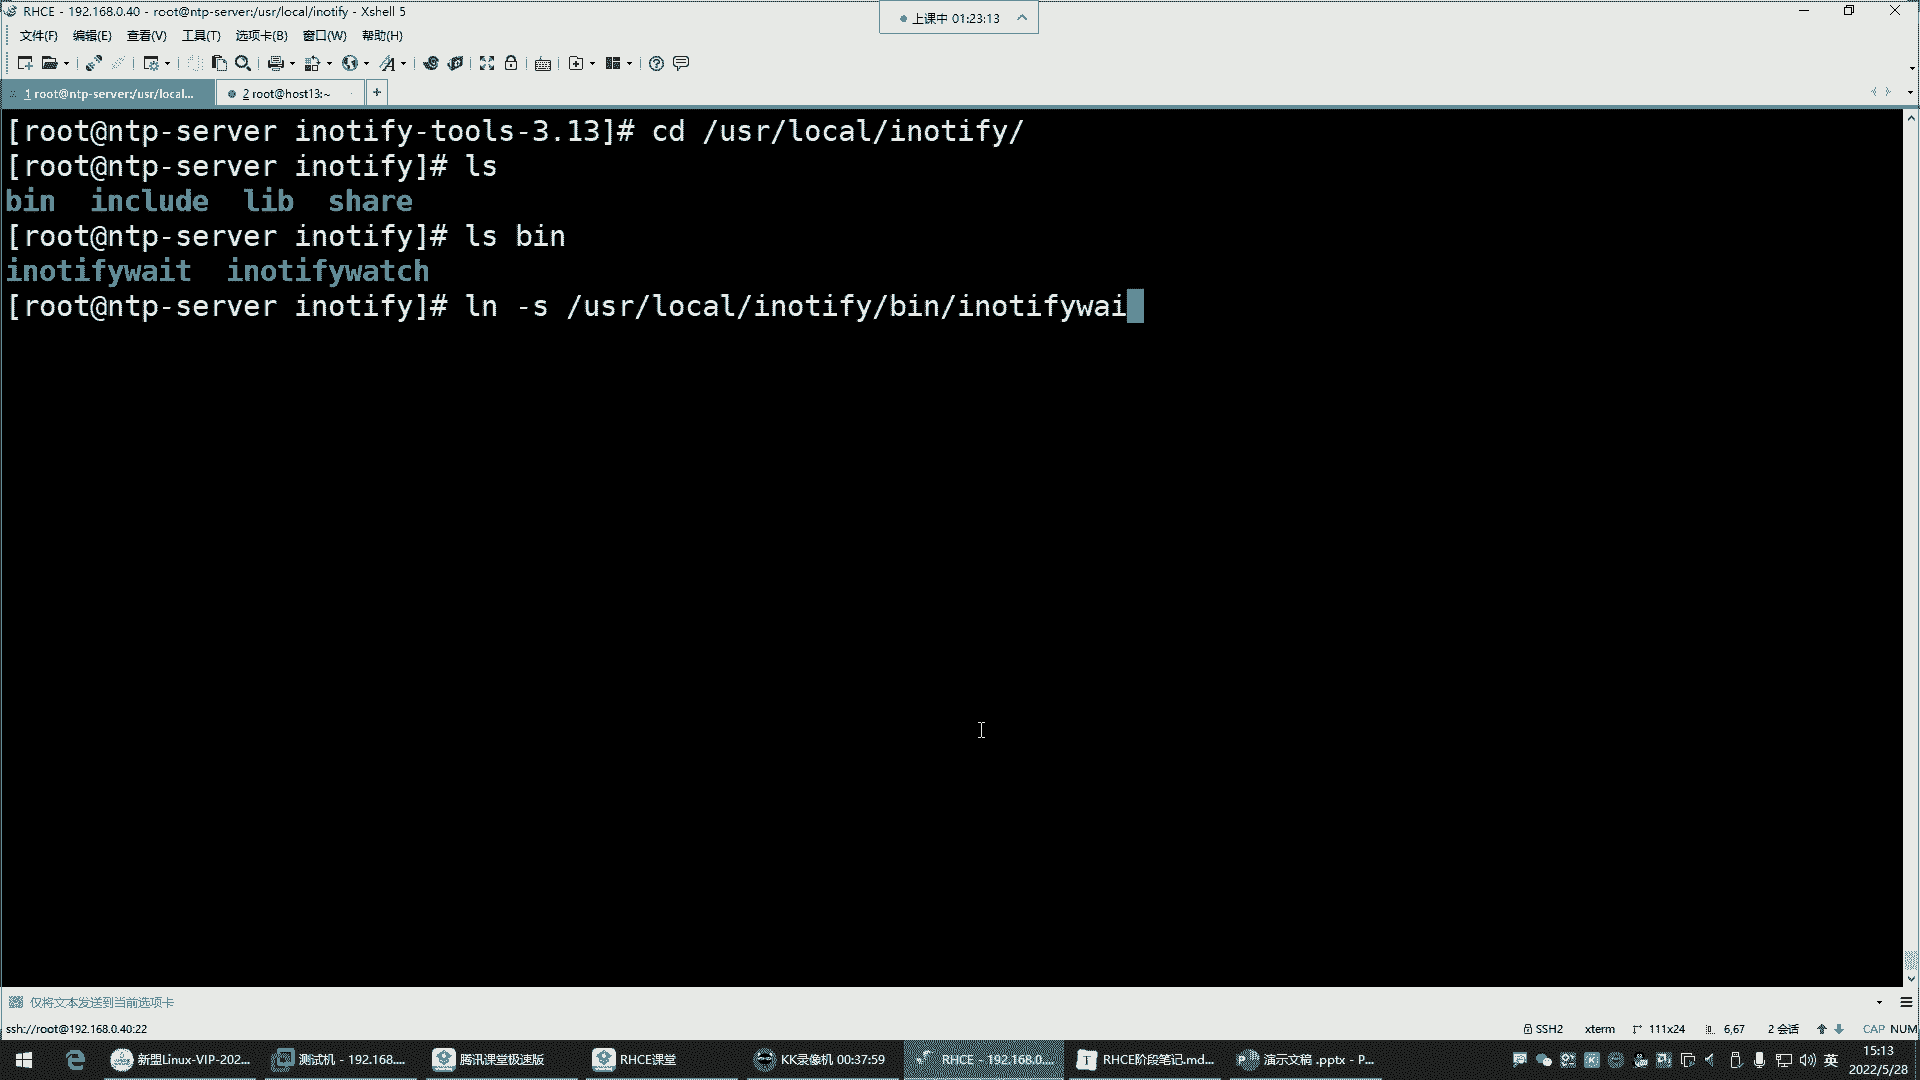 RHCE - 192.168.0.40 - root@ntp-server:/usr/local/inotify - Xshell 5
上课中 01:23:13
文件(F) 编辑(E) 查看(V) 工具(T) 选项卡(B) 窗口(W) 帮助(H)
1 root@ntp-server:/usr/local... 2 root@host13:~ +
[root@ntp-server inotify-tools-3.13]# cd /usr/local/inotify/
[root@ntp-server inotify]# ls
bin include lib share
[root@ntp-server inotify]# ls bin
inotifywait inotifywatch
[root@ntp-server inotify]# ln -s /usr/local/inotify/bin/inotifywai
仅将文本发送到当前选项卡
ssh://root@192.168.0.40:22 SSH2 xterm 111x24 6,67 2 会话 CAP NUM
新盟Linux-VIP-202... 测试机 - 192.168.... 腾讯课堂极速版 RHCE课堂 KK录像机 00:37:59 RHCE - 192.168.0.... RHCE阶段笔记.md... 演示文稿 .pptx - P... 英 15:13
2022/5/28